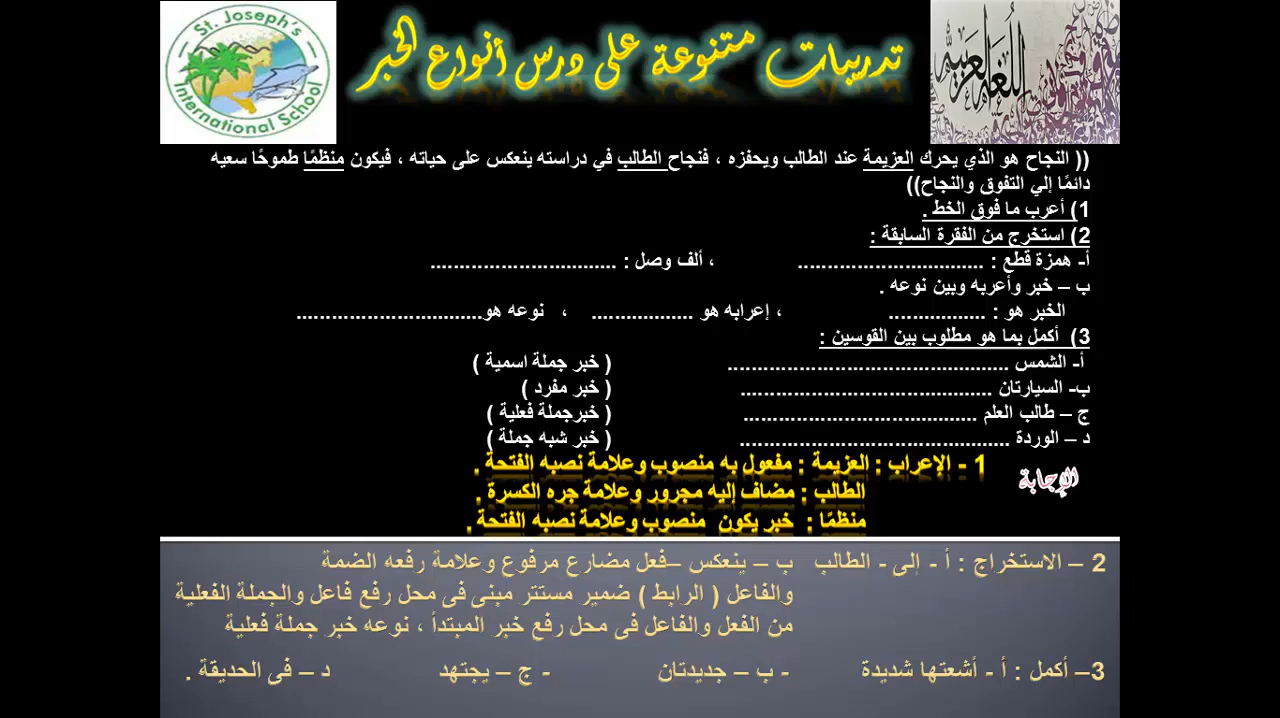 St. Joseph's
International School
تدريبات متنوعة على درس أنواع الخبر
اللغة العربية
(( النجاح هو الذي يحرك العزيمة عند الطالب ويحفزه ، فنجاح الطالب في دراسته ينعكس على حياته ، فيكون منظمًا طموحًا سعيه
دائمًا إلي التفوق والنجاح))
1) أعرب ما فوق الخط .
2) استخرج من الفقرة السابقة :
أ- همزة قطع : ................................ ، ألف وصل : ................................
ب – خبر وأعربه وبين نوعه .
الخبر هو : ................. ، إعرابه هو .................. ، نوعه هو................................
3) أكمل بما هو مطلوب بين القوسين :
أ- الشمس ................................................ ( خبر جملة اسمية )
ب- السيارتان ........................................... ( خبر مفرد )
ج – طالب العلم ........................................ ( خبرجملة فعلية )
د – الوردة .............................................. ( خبر شبه جملة )
الإجابة
1 - الإعراب : العزيمة : مفعول به منصوب وعلامة نصبه الفتحة .
الطالب : مضاف إليه مجرور وعلامة جره الكسرة .
منظمًا : خبر يكون منصوب وعلامة نصبه الفتحة .
2 – الاستخراج : أ - إلى - الطالب ب – ينعكس –فعل مضارع مرفوع وعلامة رفعه الضمة
والفاعل ( الرابط ) ضمير مستتر مبنى فى محل رفع فاعل والجملة الفعلية
من الفعل والفاعل فى محل رفع خبر المبتدأ ، نوعه خبر جملة فعلية
3– أكمل : أ - أشعتها شديدة - ب – جديدتان - ج – يجتهد د – فى الحديقة .